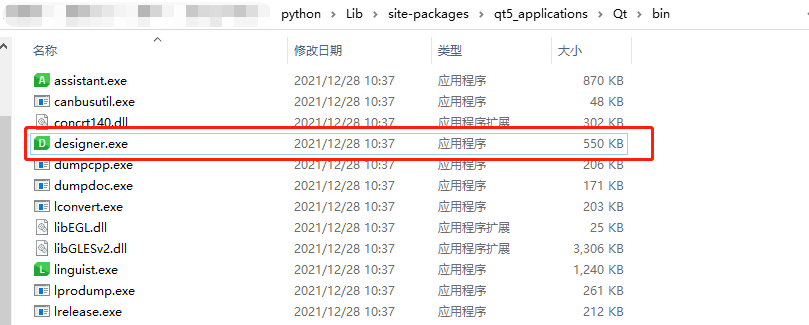 python > Lib > site-packages > qt5_applications > Qt > bin
名称 修改日期 类型 大小
assistant.exe 2021/12/28 10:37 应用程序 870 KB
canbusutil.exe 2021/12/28 10:37 应用程序 48 KB
concrt140.dll 2021/12/28 10:37 应用程序扩展 302 KB
designer.exe 2021/12/28 10:37 应用程序 550 KB
dumpcpp.exe 2021/12/28 10:37 应用程序 206 KB
dumpdoc.exe 2021/12/28 10:37 应用程序 171 KB
lconvert.exe 2021/12/28 10:37 应用程序 203 KB
libEGL.dll 2021/12/28 10:37 应用程序扩展 25 KB
libGLESv2.dll 2021/12/28 10:37 应用程序扩展 3,306 KB
linguist.exe 2021/12/28 10:37 应用程序 1,240 KB
lprodump.exe 2021/12/28 10:37 应用程序 261 KB
lrelease.exe 2021/12/28 10:37 应用程序 212 KB